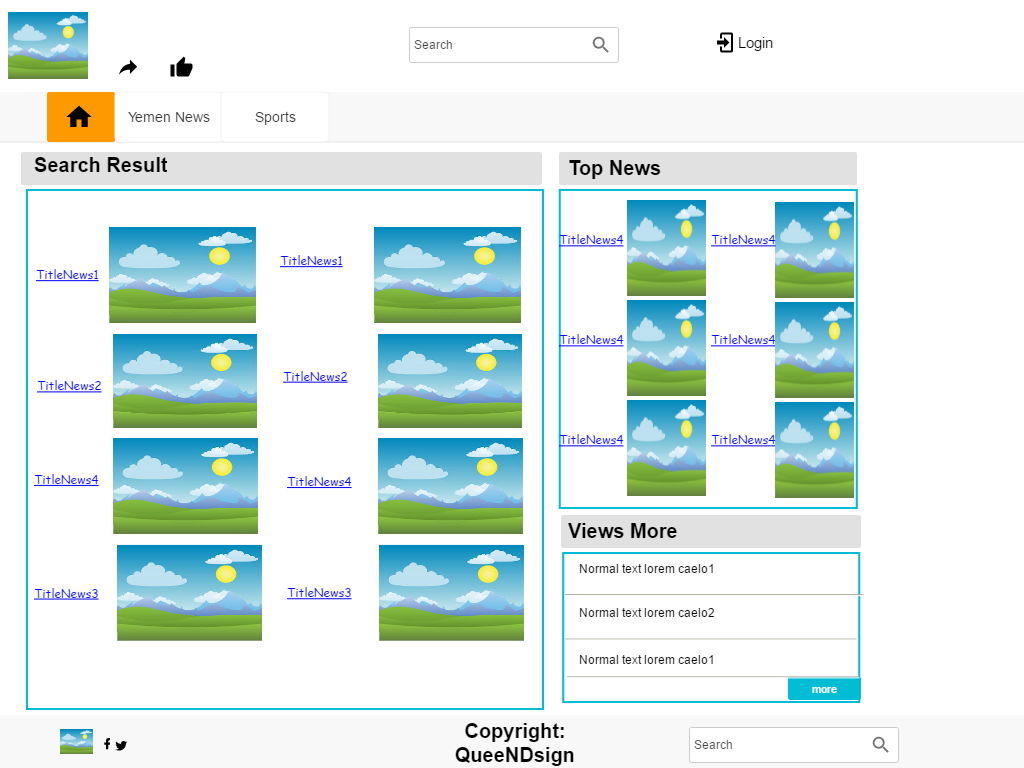 Search
Login
Yemen News
Sports
Search Result
TitleNews1
TitleNews1
TitleNews2
TitleNews2
TitleNews4
TitleNews4
TitleNews3
TitleNews3
Top News
TitleNews4
TitleNews4
TitleNews4
TitleNews4
TitleNews4
TitleNews4
Views More
Normal text lorem caelo1
Normal text lorem caelo2
Normal text lorem caelo1
more
Copyright:
QueeNDsign
Search